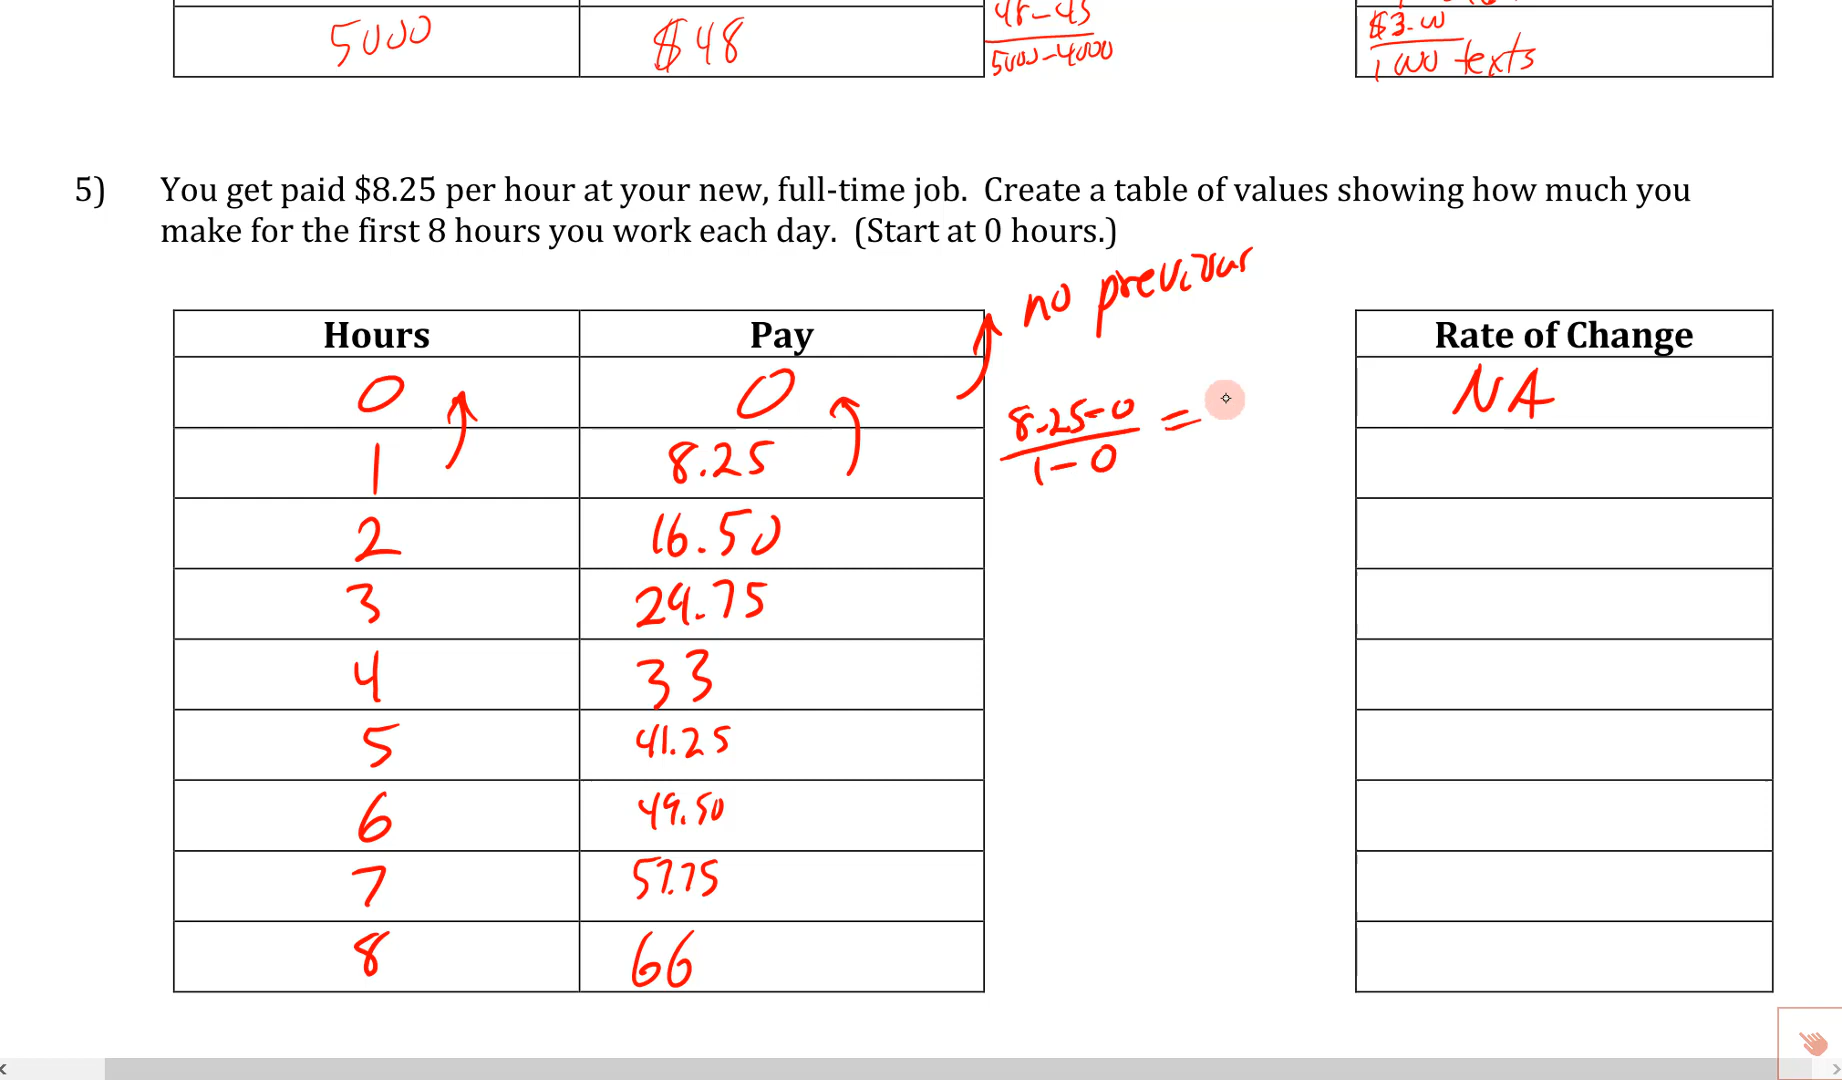 5000 $48 48-45 $3.00
5000-4000 1000 texts
5) You get paid $8.25 per hour at your new, full-time job. Create a table of values showing how much you
make for the first 8 hours you work each day. (Start at 0 hours.)
no previous
Hours Pay Rate of Change
0 0 NA
8.25-0 =
1-0
1 8.25
2 16.50
3 24.75
4 33
5 41.25
6 49.50
7 57.75
8 66